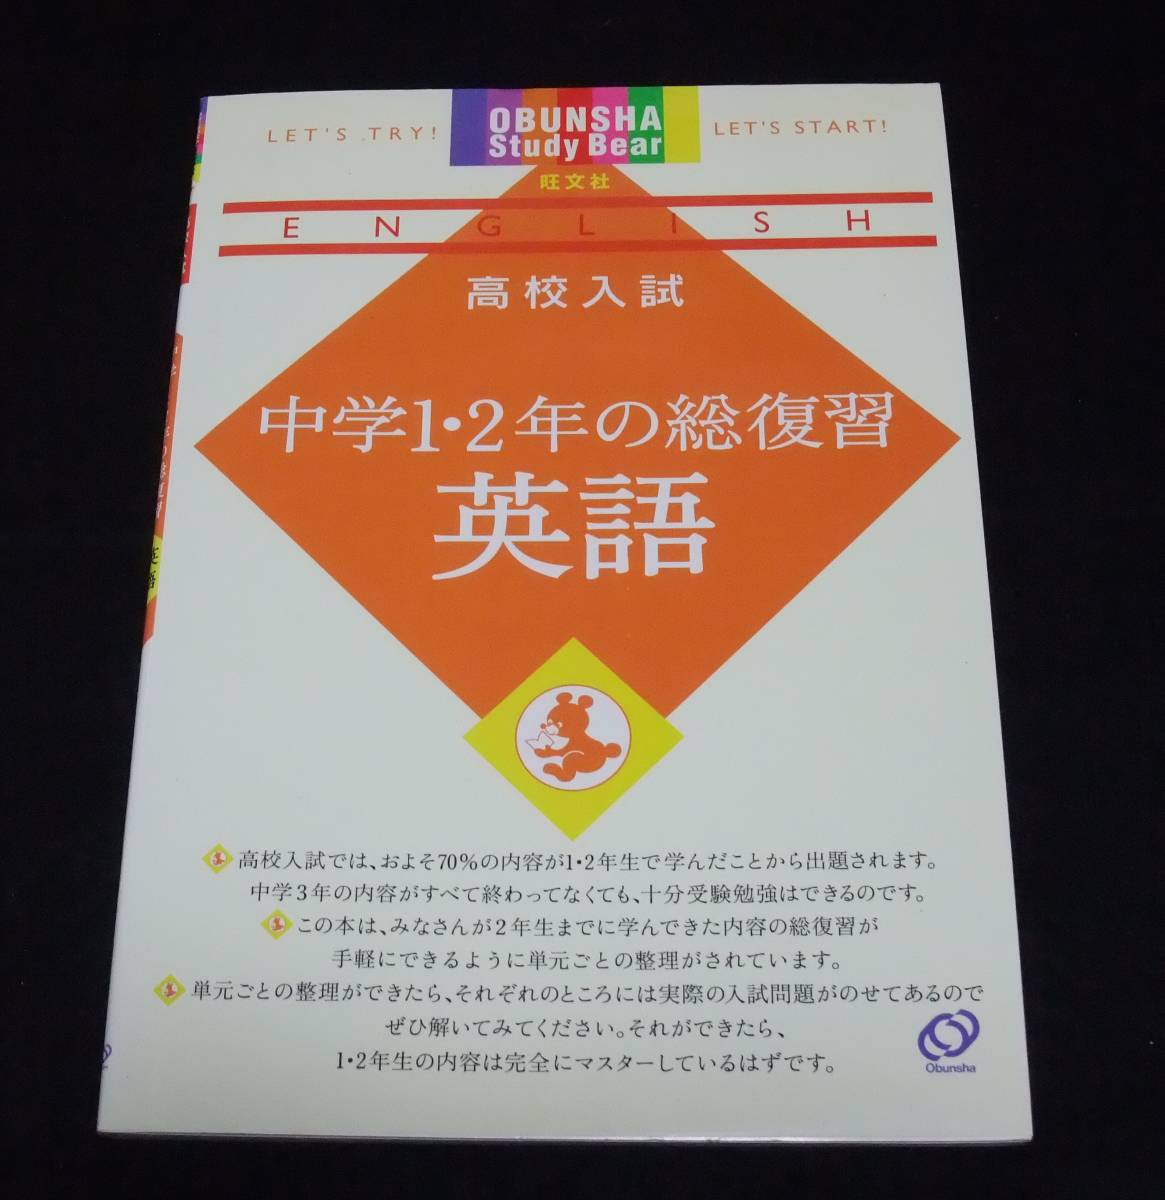 LET'S TRY!
OBUNSHA
Study Bear
LET'S START!
旺文社
ENGLISH
高校入試
中学1・2年の総復習
英語
高校入試では、およそ70%の内容が1・2年生で学んだことから出題されます。
中学3年の内容がすべて終わってなくても、十分受験勉強はできるのです。
この本は、みなさんが2年生までに学んできた内容の総復習が
手軽にできるように単元ごとの整理がされています。
単元ごとの整理ができたら、それぞれのところには実際の入試問題がのせてあるので
ぜひ解いてみてください。それができたら、
1・2年生の内容は完全にマスターしているはずです。
Obunsha
英語